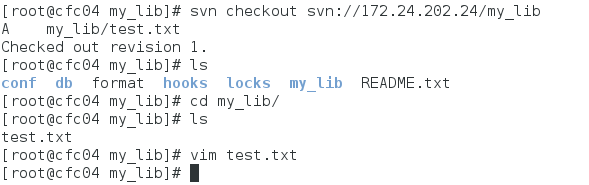 [root@cfc04 my_lib]# svn checkout svn://172.24.202.24/my_lib
A    my_lib/test.txt
Checked out revision 1.
[root@cfc04 my_lib]# ls
conf  db  format  hooks  locks  my_lib  README.txt
[root@cfc04 my_lib]# cd my_lib/
[root@cfc04 my_lib]# ls
test.txt
[root@cfc04 my_lib]# vim test.txt
[root@cfc04 my_lib]#